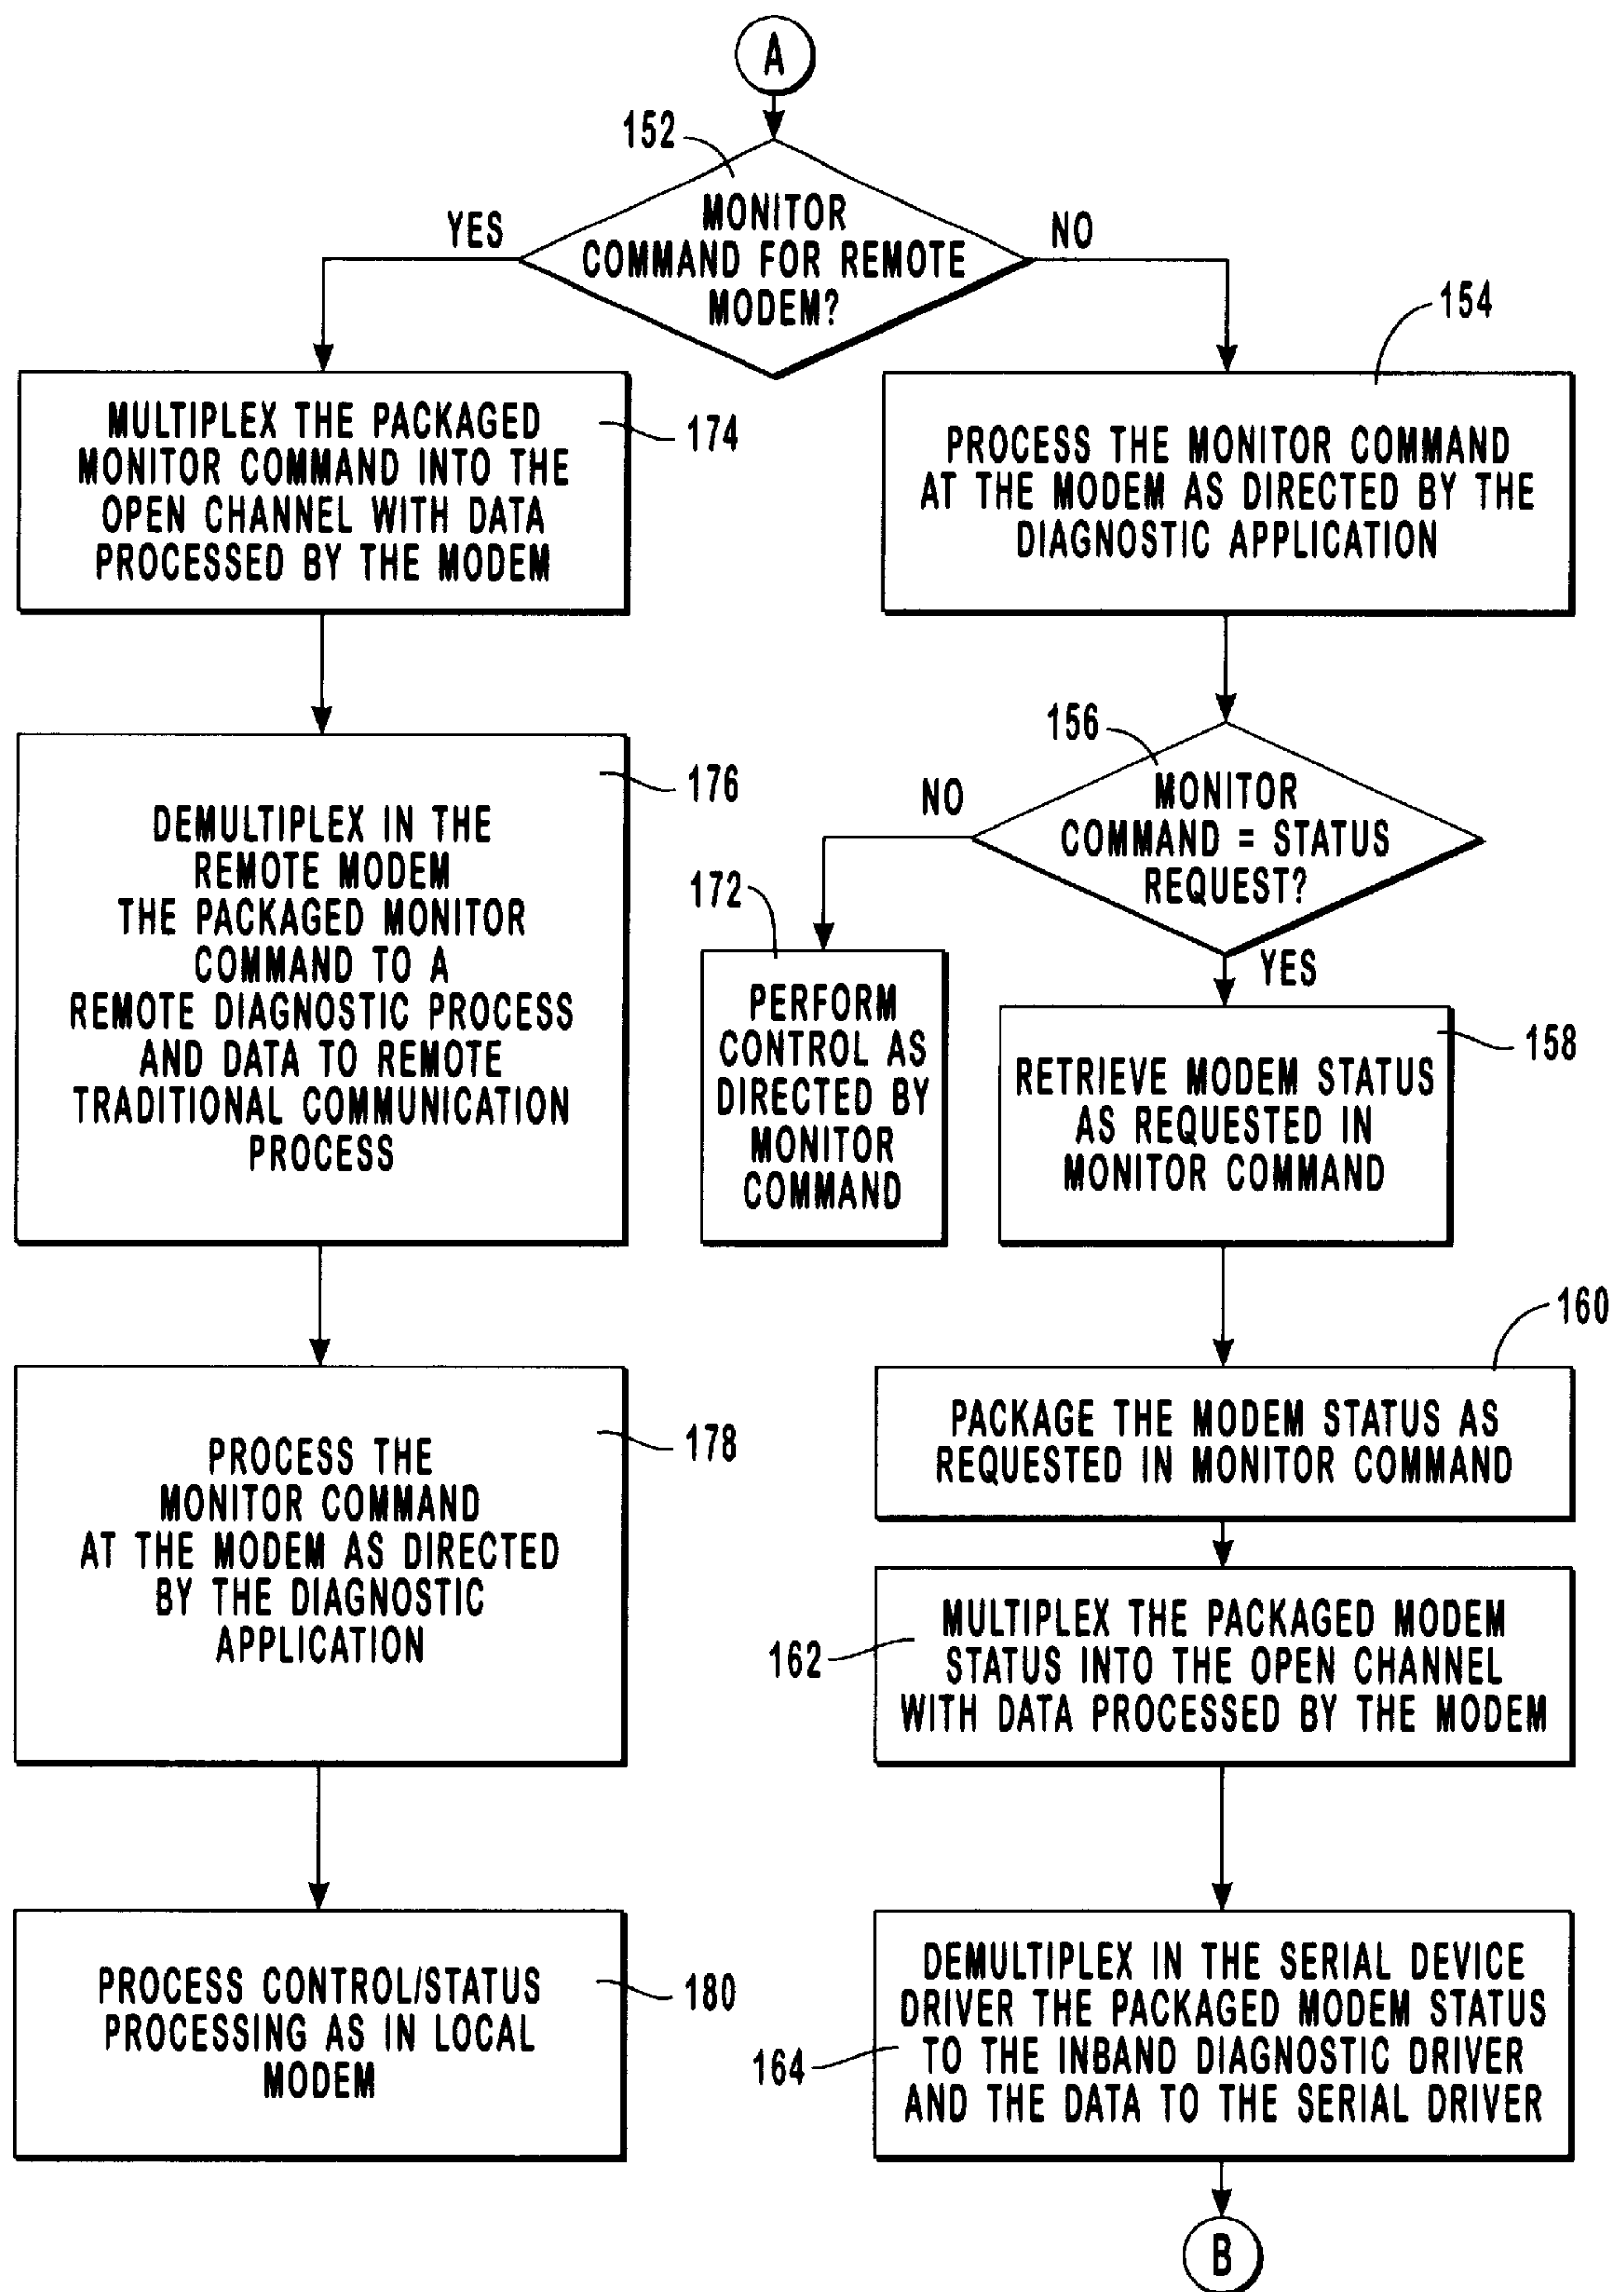 A
152
MONITOR
COMMAND FOR REMOTE
MODEM?
YES
NO
174
MULTIPLEX THE PACKAGED
MONITOR COMMAND INTO THE
OPEN CHANNEL WITH DATA
PROCESSED BY THE MODEM
154
PROCESS THE MONITOR COMMAND
AT THE MODEM AS DIRECTED BY THE
DIAGNOSTIC APPLICATION
176
DEMULTIPLEX IN THE
REMOTE MODEM
THE PACKAGED MONITOR
COMMAND TO A
REMOTE DIAGNOSTIC PROCESS
AND DATA TO REMOTE
TRADITIONAL COMMUNICATION
PROCESS
156
MONITOR
COMMAND = STATUS
REQUEST?
NO
YES
172
PERFORM
CONTROL AS
DIRECTED BY
MONITOR
COMMAND
158
RETRIEVE MODEM STATUS
AS REQUESTED IN
MONITOR COMMAND
178
PROCESS THE
MONITOR COMMAND
AT THE MODEM AS DIRECTED
BY THE DIAGNOSTIC
APPLICATION
160
PACKAGE THE MODEM STATUS AS
REQUESTED IN MONITOR COMMAND
162
MULTIPLEX THE PACKAGED MODEM
STATUS INTO THE OPEN CHANNEL
WITH DATA PROCESSED BY THE MODEM
180
PROCESS CONTROL/STATUS
PROCESSING AS IN LOCAL
MODEM
164
DEMULTIPLEX IN THE SERIAL DEVICE
DRIVER THE PACKAGED MODEM STATUS
TO THE INBAND DIAGNOSTIC DRIVER
AND THE DATA TO THE SERIAL DRIVER
B